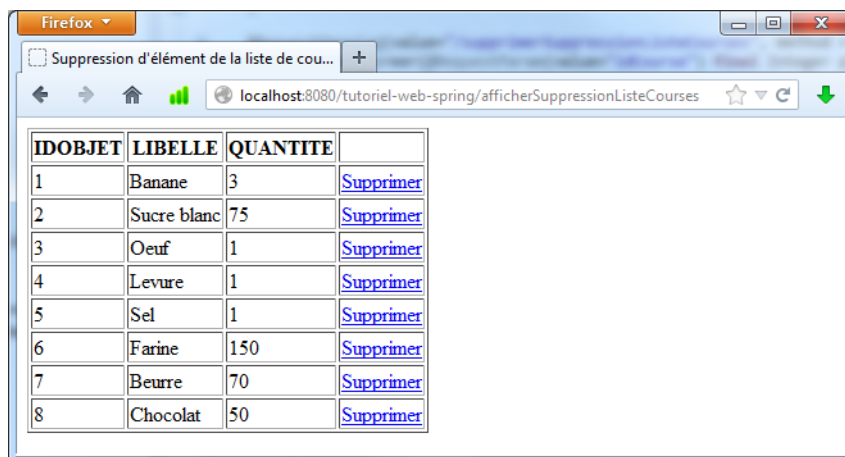 Firefox
Suppression d'élément de la liste de cou...
localhost:8080/tutoriel-web-spring/afficherSuppressionListeCourses
IDOBJET LIBELLE QUANTITE
1 Banane 3 Supprimer
2 Sucre blanc 75 Supprimer
3 Oeuf 1 Supprimer
4 Levure 1 Supprimer
5 Sel 1 Supprimer
6 Farine 150 Supprimer
7 Beurre 70 Supprimer
8 Chocolat 50 Supprimer